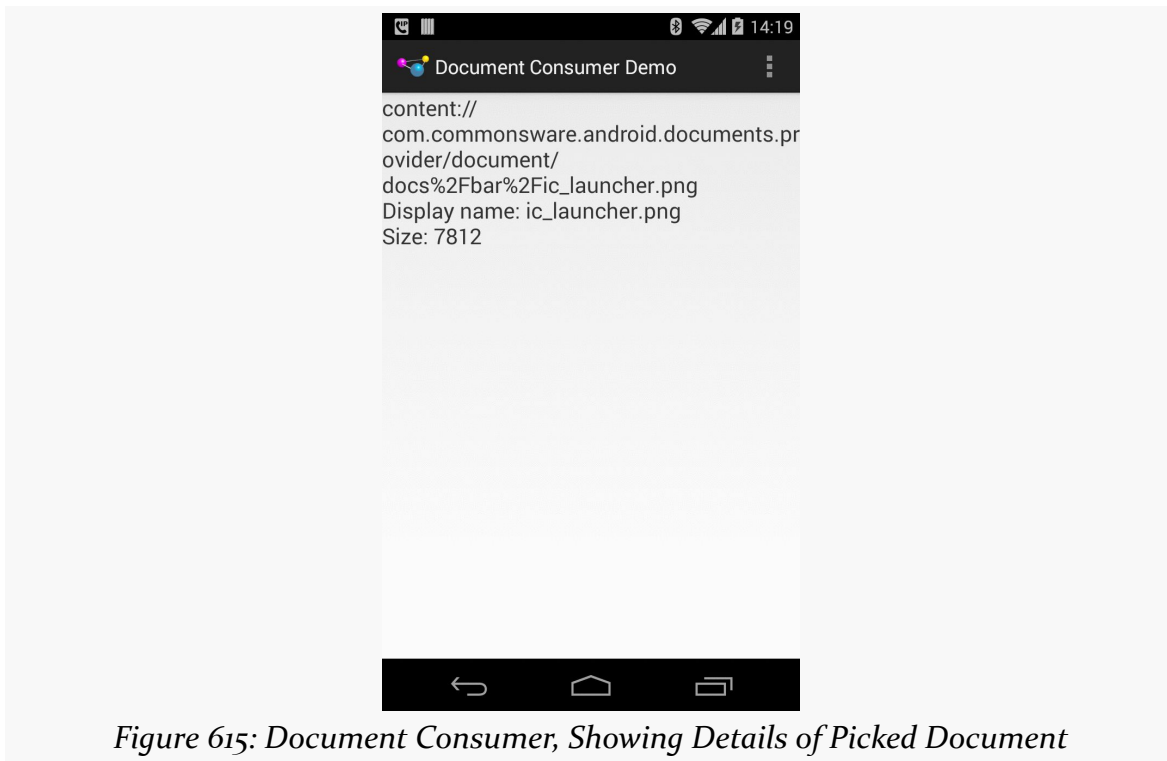 14:19
Document Consumer Demo
content://
com.commonsware.android.documents.pr
ovider/document/
docs%2Fbar%2Fic_launcher.png
Display name: ic_launcher.png
Size: 7812
Figure 615: Document Consumer, Showing Details of Picked Document